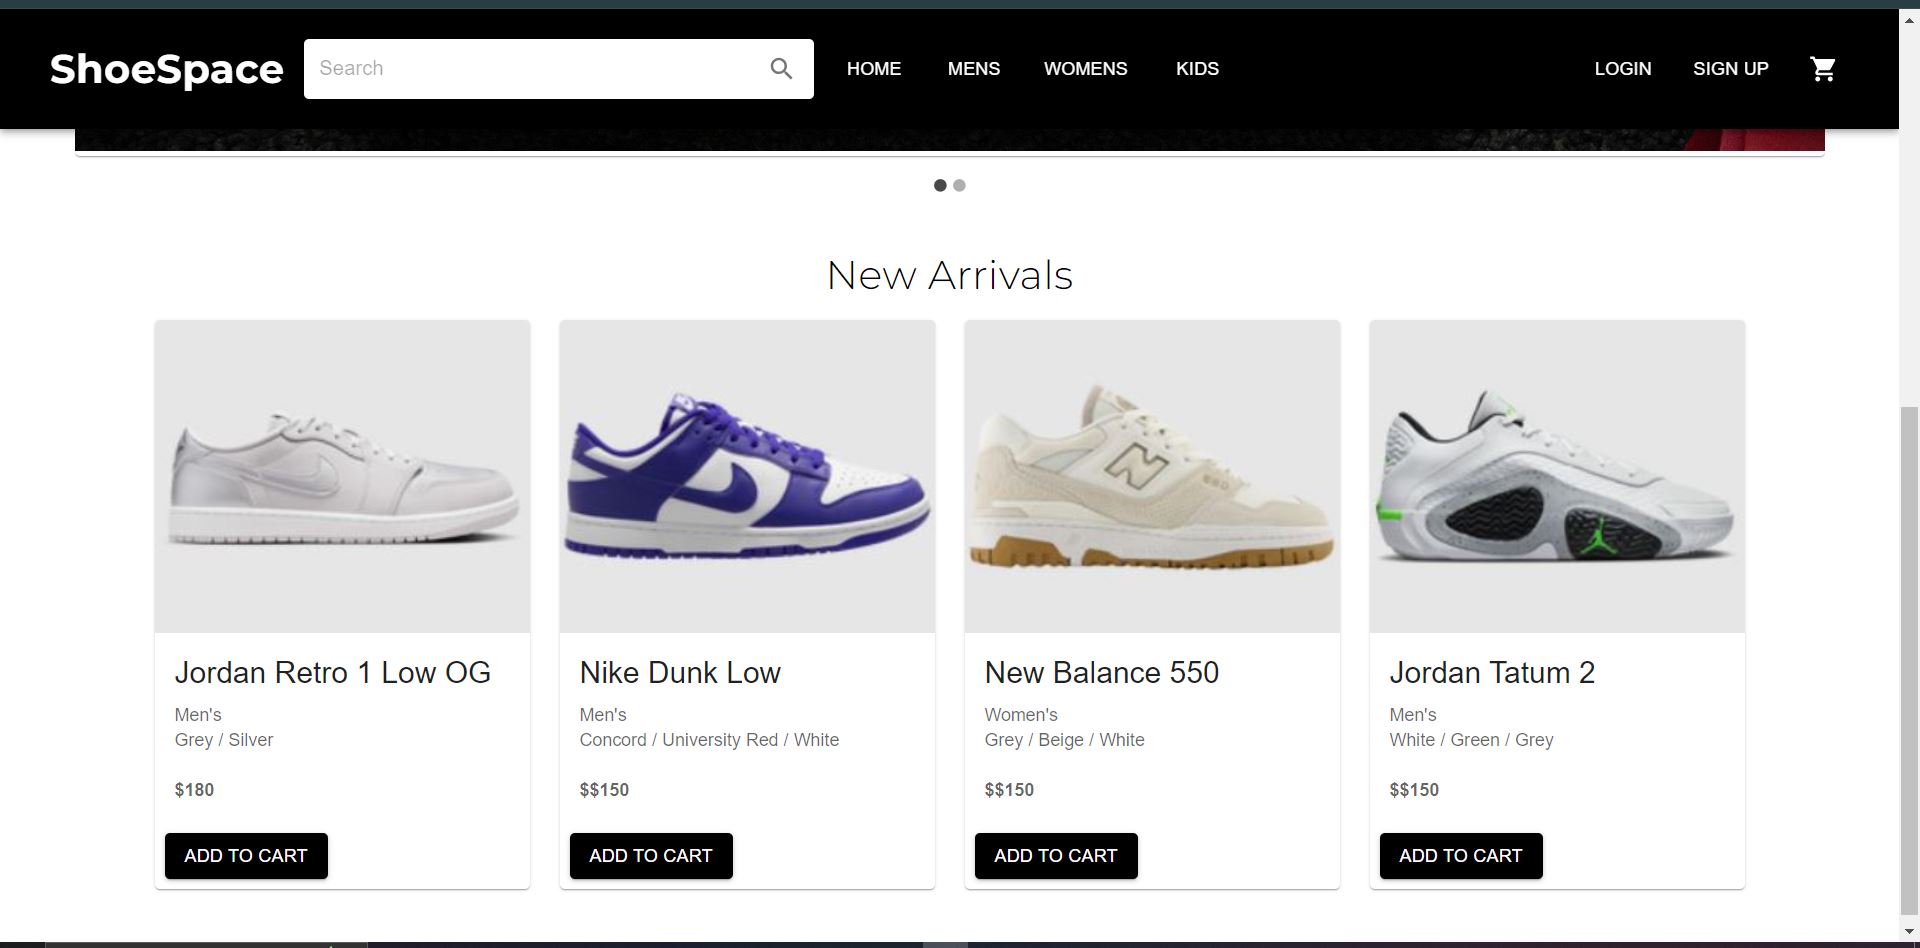 ShoeSpace Search HOME MENS WOMENS KIDS LOGIN SIGN UP
New Arrivals
Jordan Retro 1 Low OG
Men's
Grey / Silver
$180
ADD TO CART
Nike Dunk Low
Men's
Concord / University Red / White
$$150
ADD TO CART
N
550
New Balance 550
Women's
Grey / Beige / White
$$150
ADD TO CART
Jordan Tatum 2
Men's
White / Green / Grey
$$150
ADD TO CART